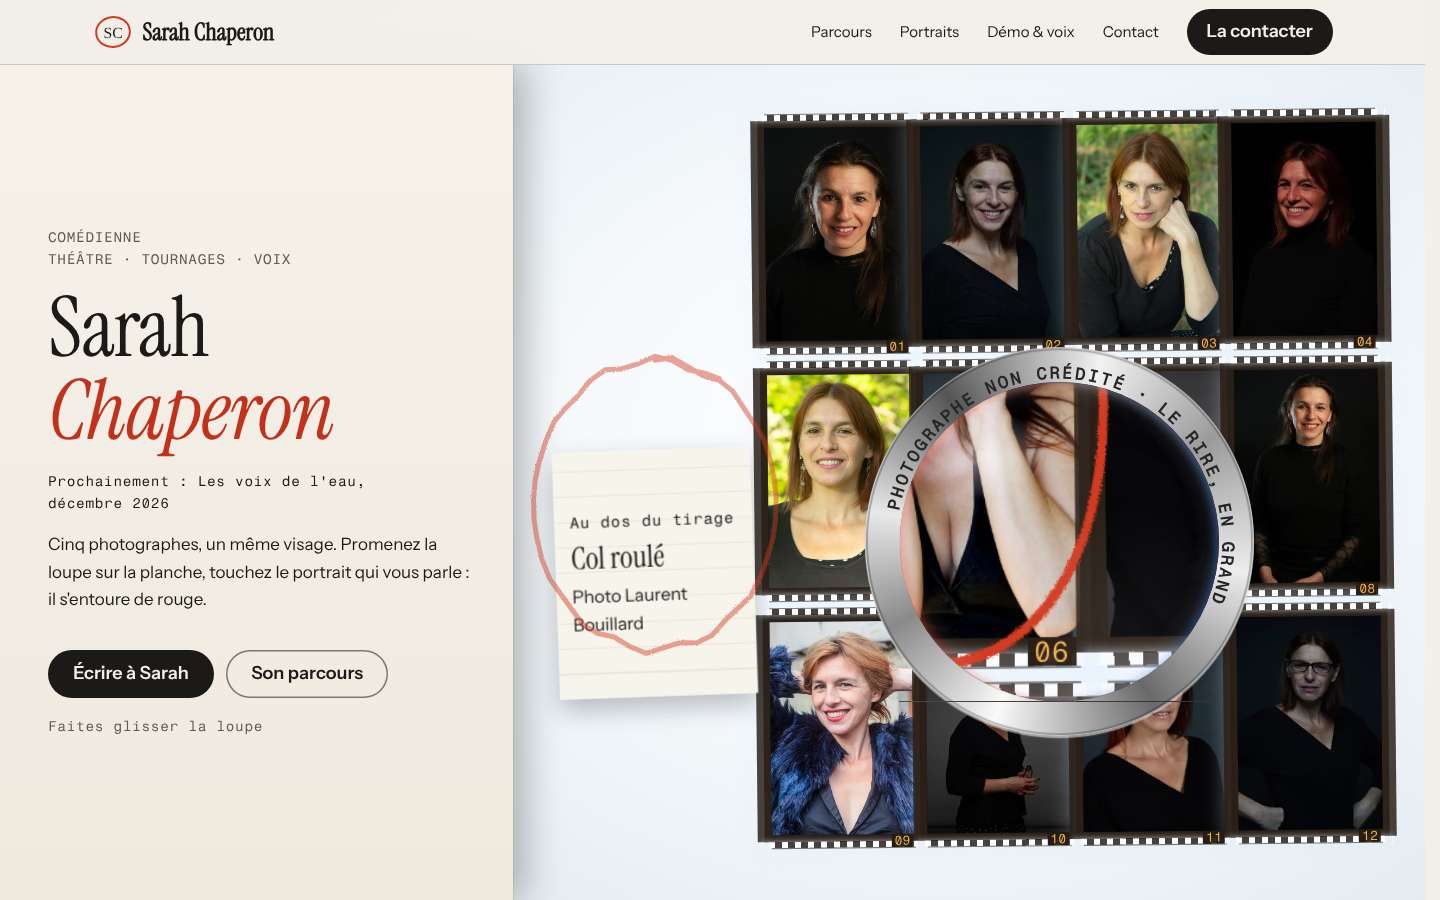 SC Sarah Chaperon
Parcours Portraits Démo & voix Contact La contacter
COMÉDIENNE
THÉÂTRE · TOURNAGES · VOIX
Sarah
Chaperon
Prochainement : Les voix de l'eau,
décembre 2026
Cinq photographes, un même visage. Promenez la
loupe sur la planche, touchez le portrait qui vous parle :
il s'entoure de rouge.
Écrire à Sarah Son parcours
Faites glisser la loupe
Au dos du tirage
Col roulé
Photo Laurent
Bouillard
01 02 03 04
PHOTOGRAPHE NON CRÉDITÉ · LE RIRE, EN GRAND
06
08
09 10 11 12